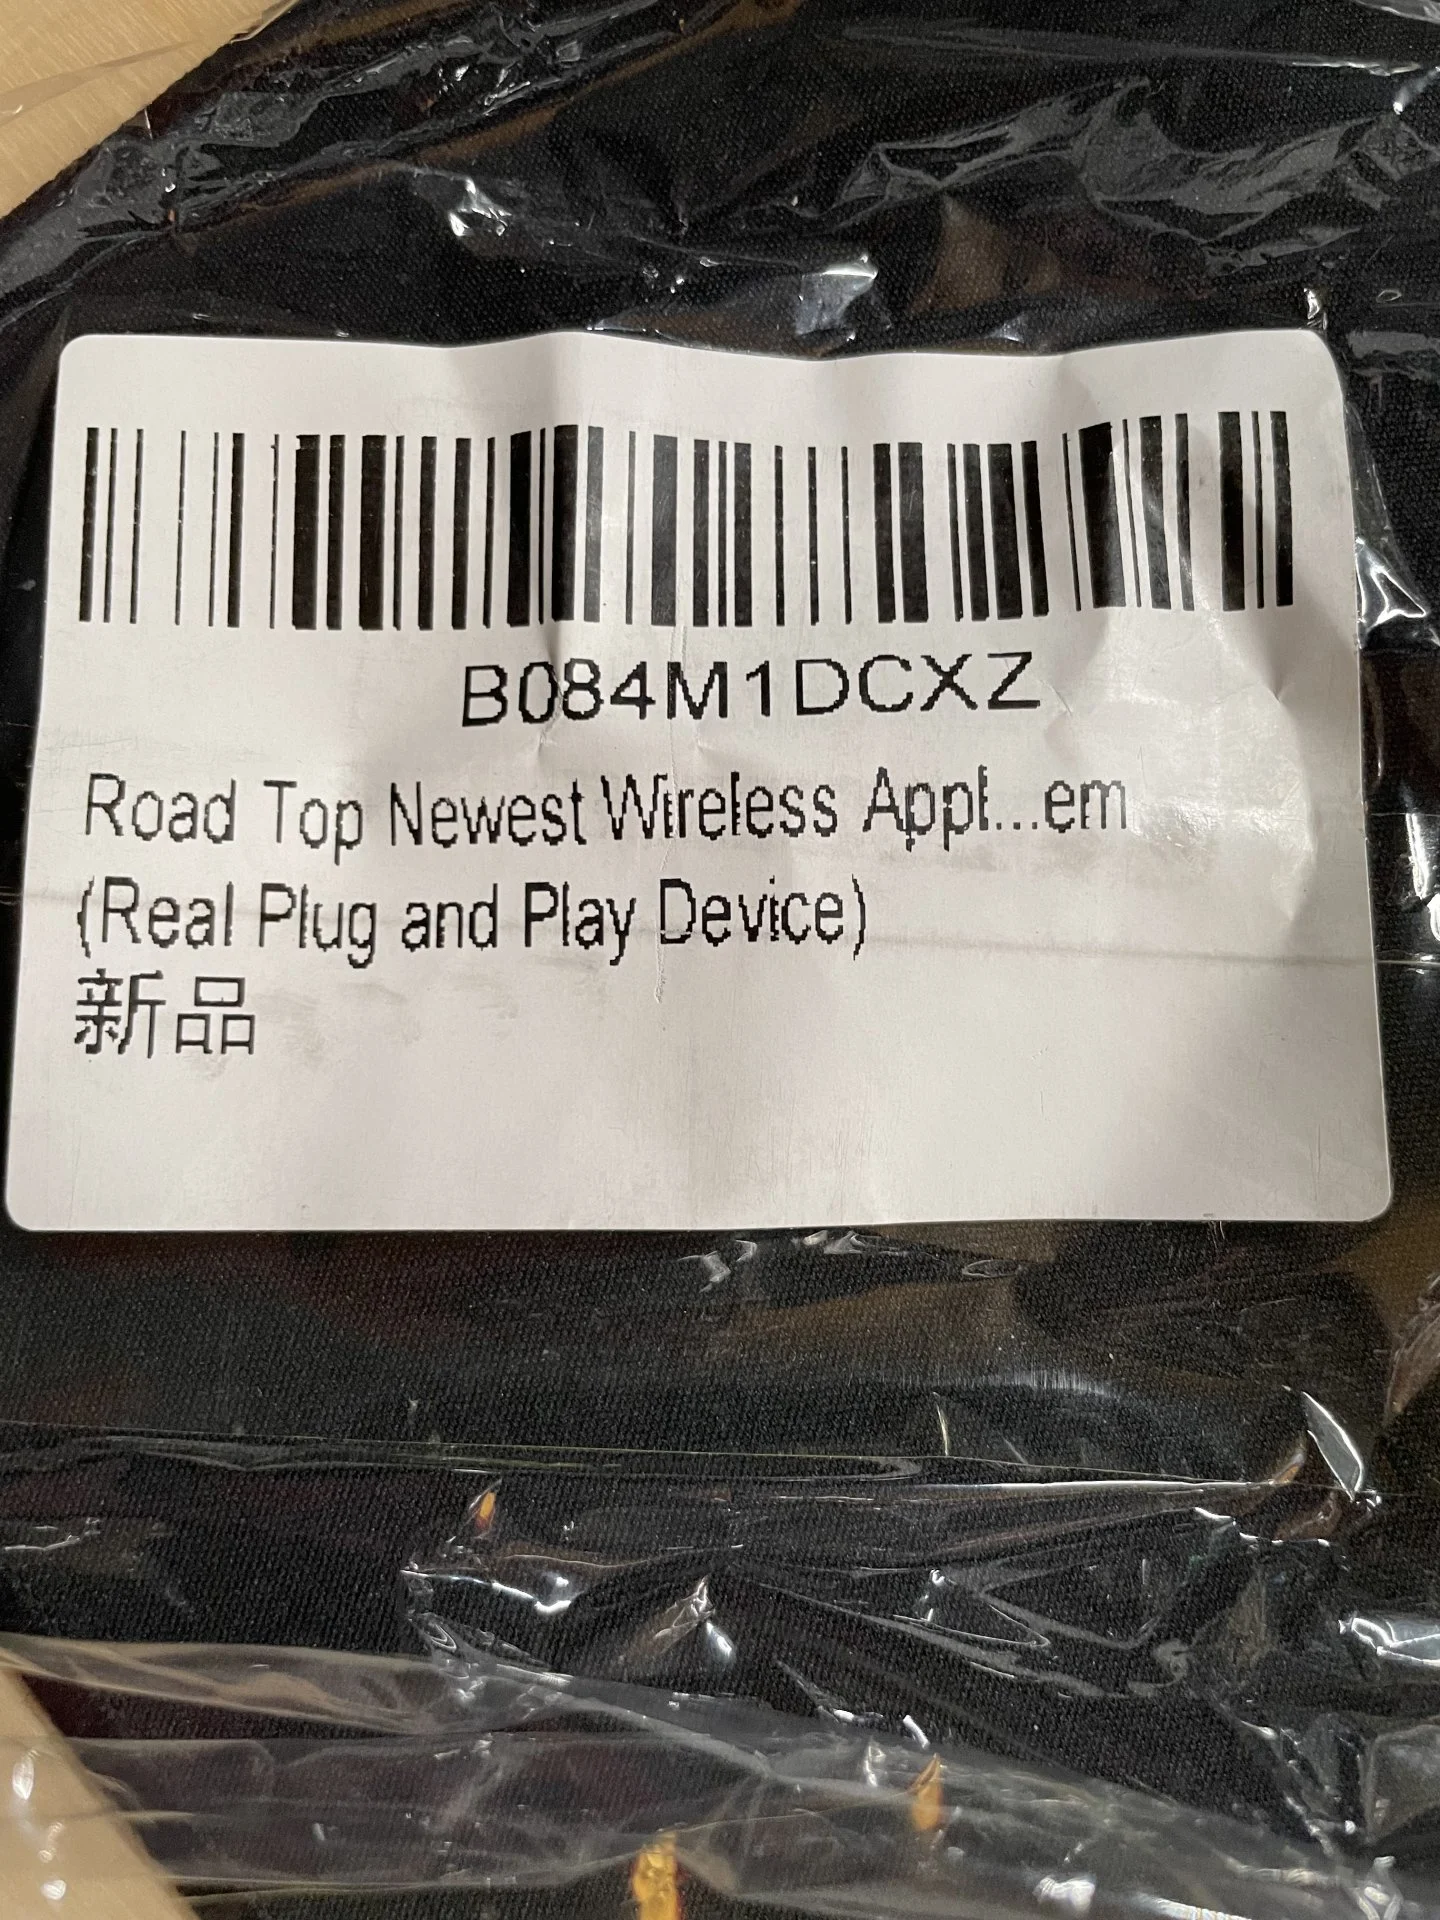 B084M1DCXZ
Road Top Newest Wireless Appl...em
(Real Plug and Play Device)
新品